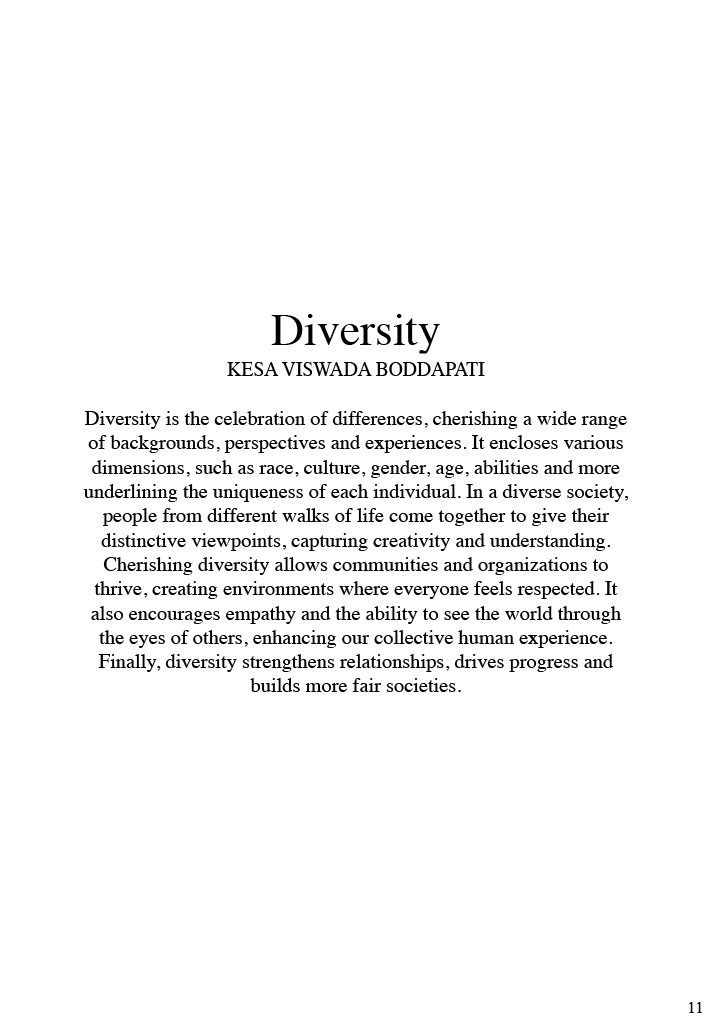 Diversity
KESA VISWADA BODDAPATI
Diversity is the celebration of differences, cherishing a wide range
of backgrounds, perspectives and experiences. It encloses various
dimensions, such as race, culture, gender, age, abilities and more
underlining the uniqueness of each individual. In a diverse society,
people from different walks of life come together to give their
distinctive viewpoints, capturing creativity and understanding.
Cherishing diversity allows communities and organizations to
thrive, creating environments where everyone feels respected. It
also encourages empathy and the ability to see the world through
the eyes of others, enhancing our collective human experience.
Finally, diversity strengthens relationships, drives progress and
builds more fair societies.
11